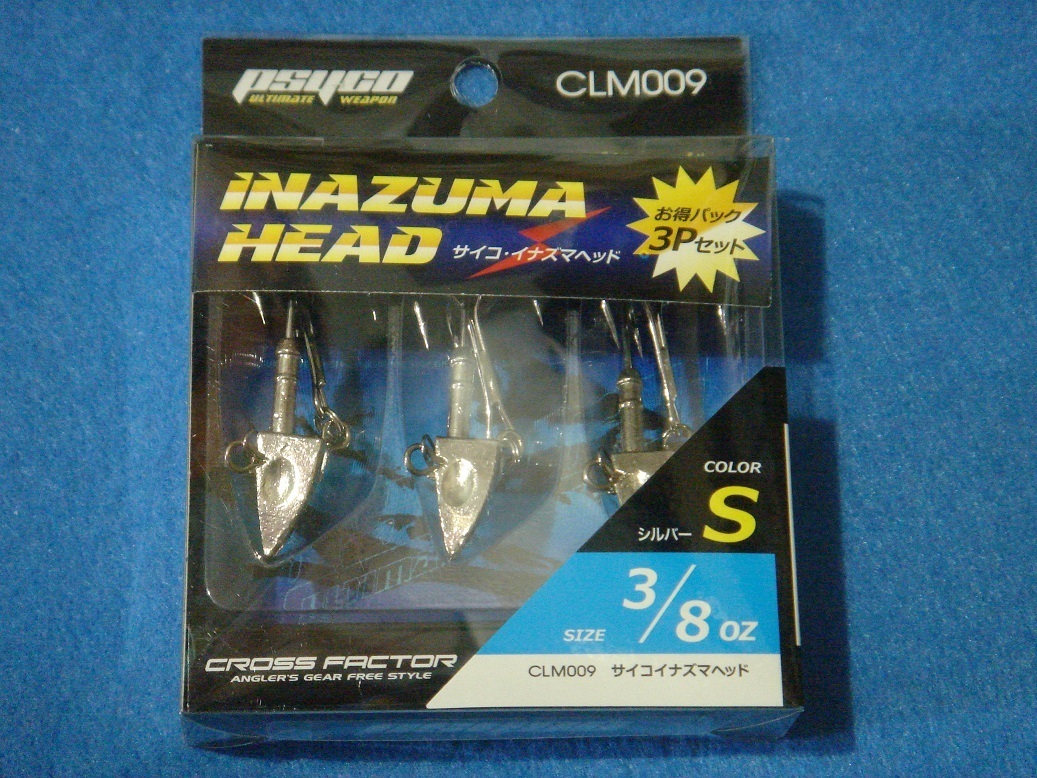 PSYCO
ULTIMATE WEAPON
CLM009
INAZUMA
HEAD
サイコ・イナズマヘッド
お得パック
3Pセット
COLOR
シルバー S
SIZE 3/8 OZ
CLM009 サイコイナズマヘッド
CROSS FACTOR
ANGLER'S GEAR FREE STYLE